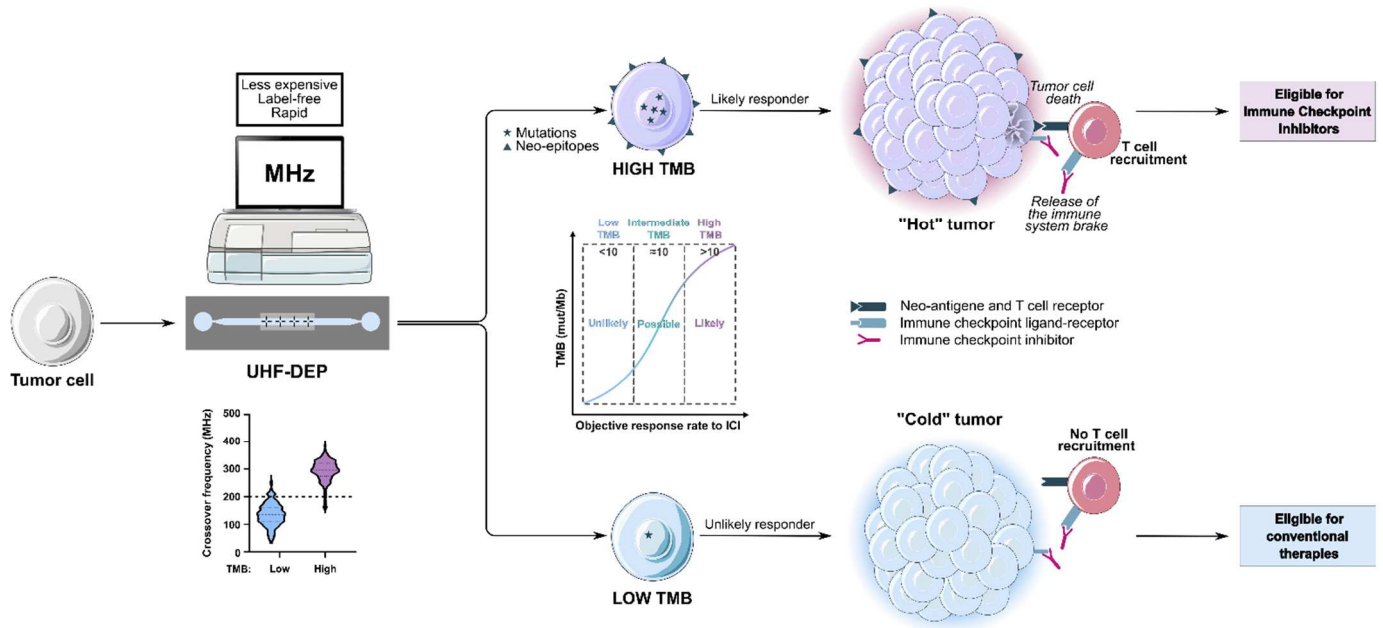 Less expensive
Label-free
Rapid
MHz
Tumor cell
UHF-DEP
Crossover frequency (MHz)
500
400
300
200
100
0
TMB: Low High
★ Mutations
▲ Neo-epitopes
HIGH TMB
Likely responder
Tumor cell
death
T cell
recruitment
Release of
the immune
system brake
"Hot" tumor
Eligible for
Immune Checkpoint
Inhibitors
Low Intermediate High
TMB TMB TMB
<10 ≈10 >10
Unlikely Possible Likely
TMB (mut/Mb)
Objective response rate to ICI
Neo-antigene and T cell receptor
Immune checkpoint ligand-receptor
Immune checkpoint inhibitor
LOW TMB
Unlikely responder
"Cold" tumor
No T cell
recruitment
Eligible for
conventional
therapies